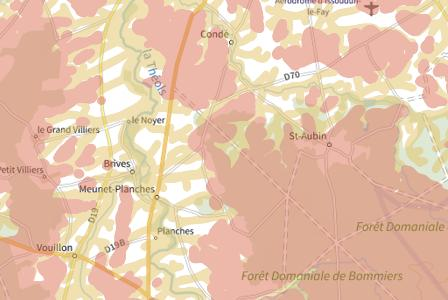 Aérodrome d'Issoudun-
le-Fay
Condé
la Théols
D70
le Noyer
le Grand Villiers
St-Aubin
Brives
Petit Villiers
Meunet-Planches
D19
Planches
Forêt Domaniale
D19B
Vouillon
Forêt Domaniale de Bommiers